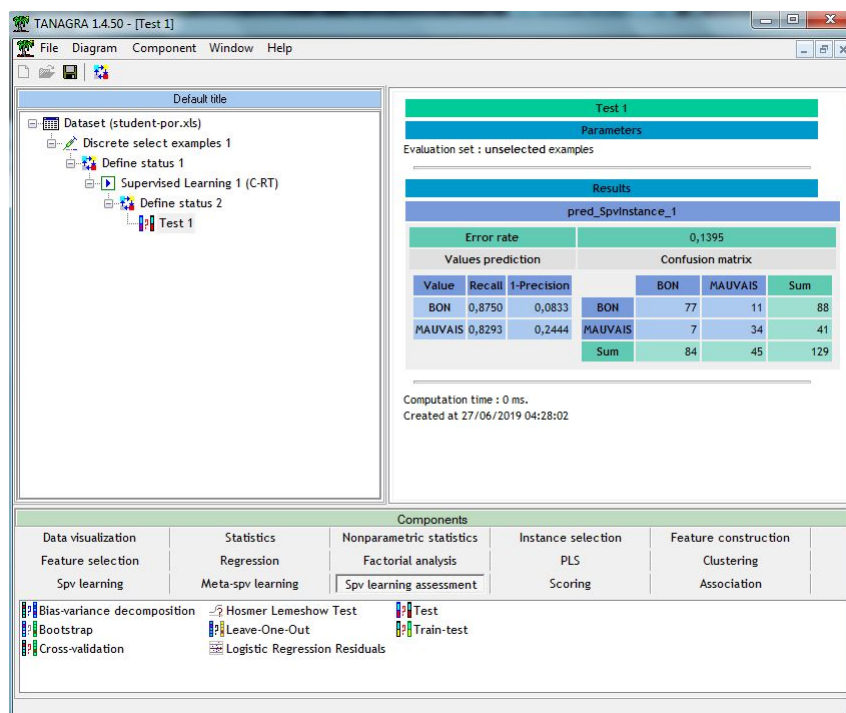 TANAGRA 1.4.50 - [Test 1]
File Diagram Component Window Help
Default title
Dataset (student-por.xls)
Discrete select examples 1
Define status 1
Supervised Learning 1 (C-RT)
Define status 2
Test 1
Test 1
Parameters
Evaluation set : unselected examples
Results
pred_SpvInstance_1
Error rate 0,1395
Values prediction Confusion matrix
Value Recall 1-Precision BON MAUVAIS Sum
BON 0,8750 0,0833 BON 77 11 88
MAUVAIS 0,8293 0,2444 MAUVAIS 7 34 41
Sum 84 45 129
Computation time : 0 ms.
Created at 27/06/2019 04:28:02
Components
Data visualization Statistics Nonparametric statistics Instance selection Feature construction
Feature selection Regression Factorial analysis PLS Clustering
Spv learning Meta-spv learning Spv learning assessment Scoring Association
Bias-variance decomposition Hosmer Lemeshow Test Test
Bootstrap Leave-One-Out Train-test
Cross-validation Logistic Regression Residuals